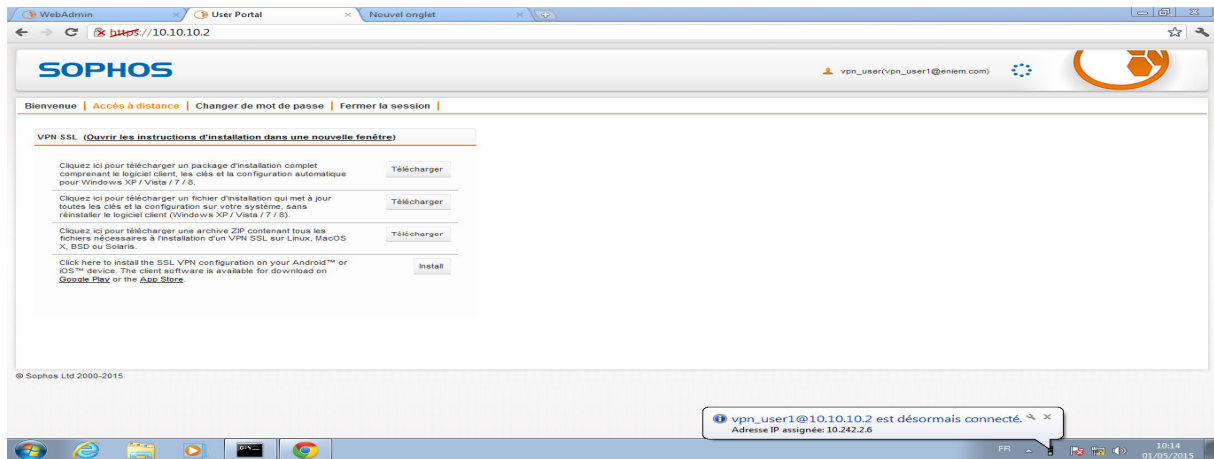 WebAdmin
User Portal
Nouvel onglet
https://10.10.10.2
SOPHOS
vpn_user(vpn_user1@eniem.com)
Bienvenue | Accès à distance | Changer de mot de passe | Fermer la session |
VPN SSL (Ouvrir les instructions d'installation dans une nouvelle fenêtre)
Cliquez ici pour télécharger un package d'installation complet
comprenant le logiciel client, les clés et la configuration automatique
pour Windows XP / Vista / 7 / 8.
Télécharger
Cliquez ici pour télécharger un fichier d'installation qui met à jour
toutes les clés et la configuration sur votre système, sans
réinstaller le logiciel client (Windows XP / Vista / 7 / 8).
Télécharger
Cliquez ici pour télécharger une archive ZIP contenant tous les
fichiers nécessaires à l'installation d'un VPN SSL sur Linux, MacOS
X, BSD ou Solaris.
Télécharger
Click here to install the SSL VPN configuration on your Android™ or
iOS™ device. The client software is available for download on
Google Play or the App Store.
Install
© Sophos Ltd 2000-2015
vpn_user1@10.10.10.2 est désormais connecté.
Adresse IP assignée: 10.242.2.6
FR
10:14
01/05/2015